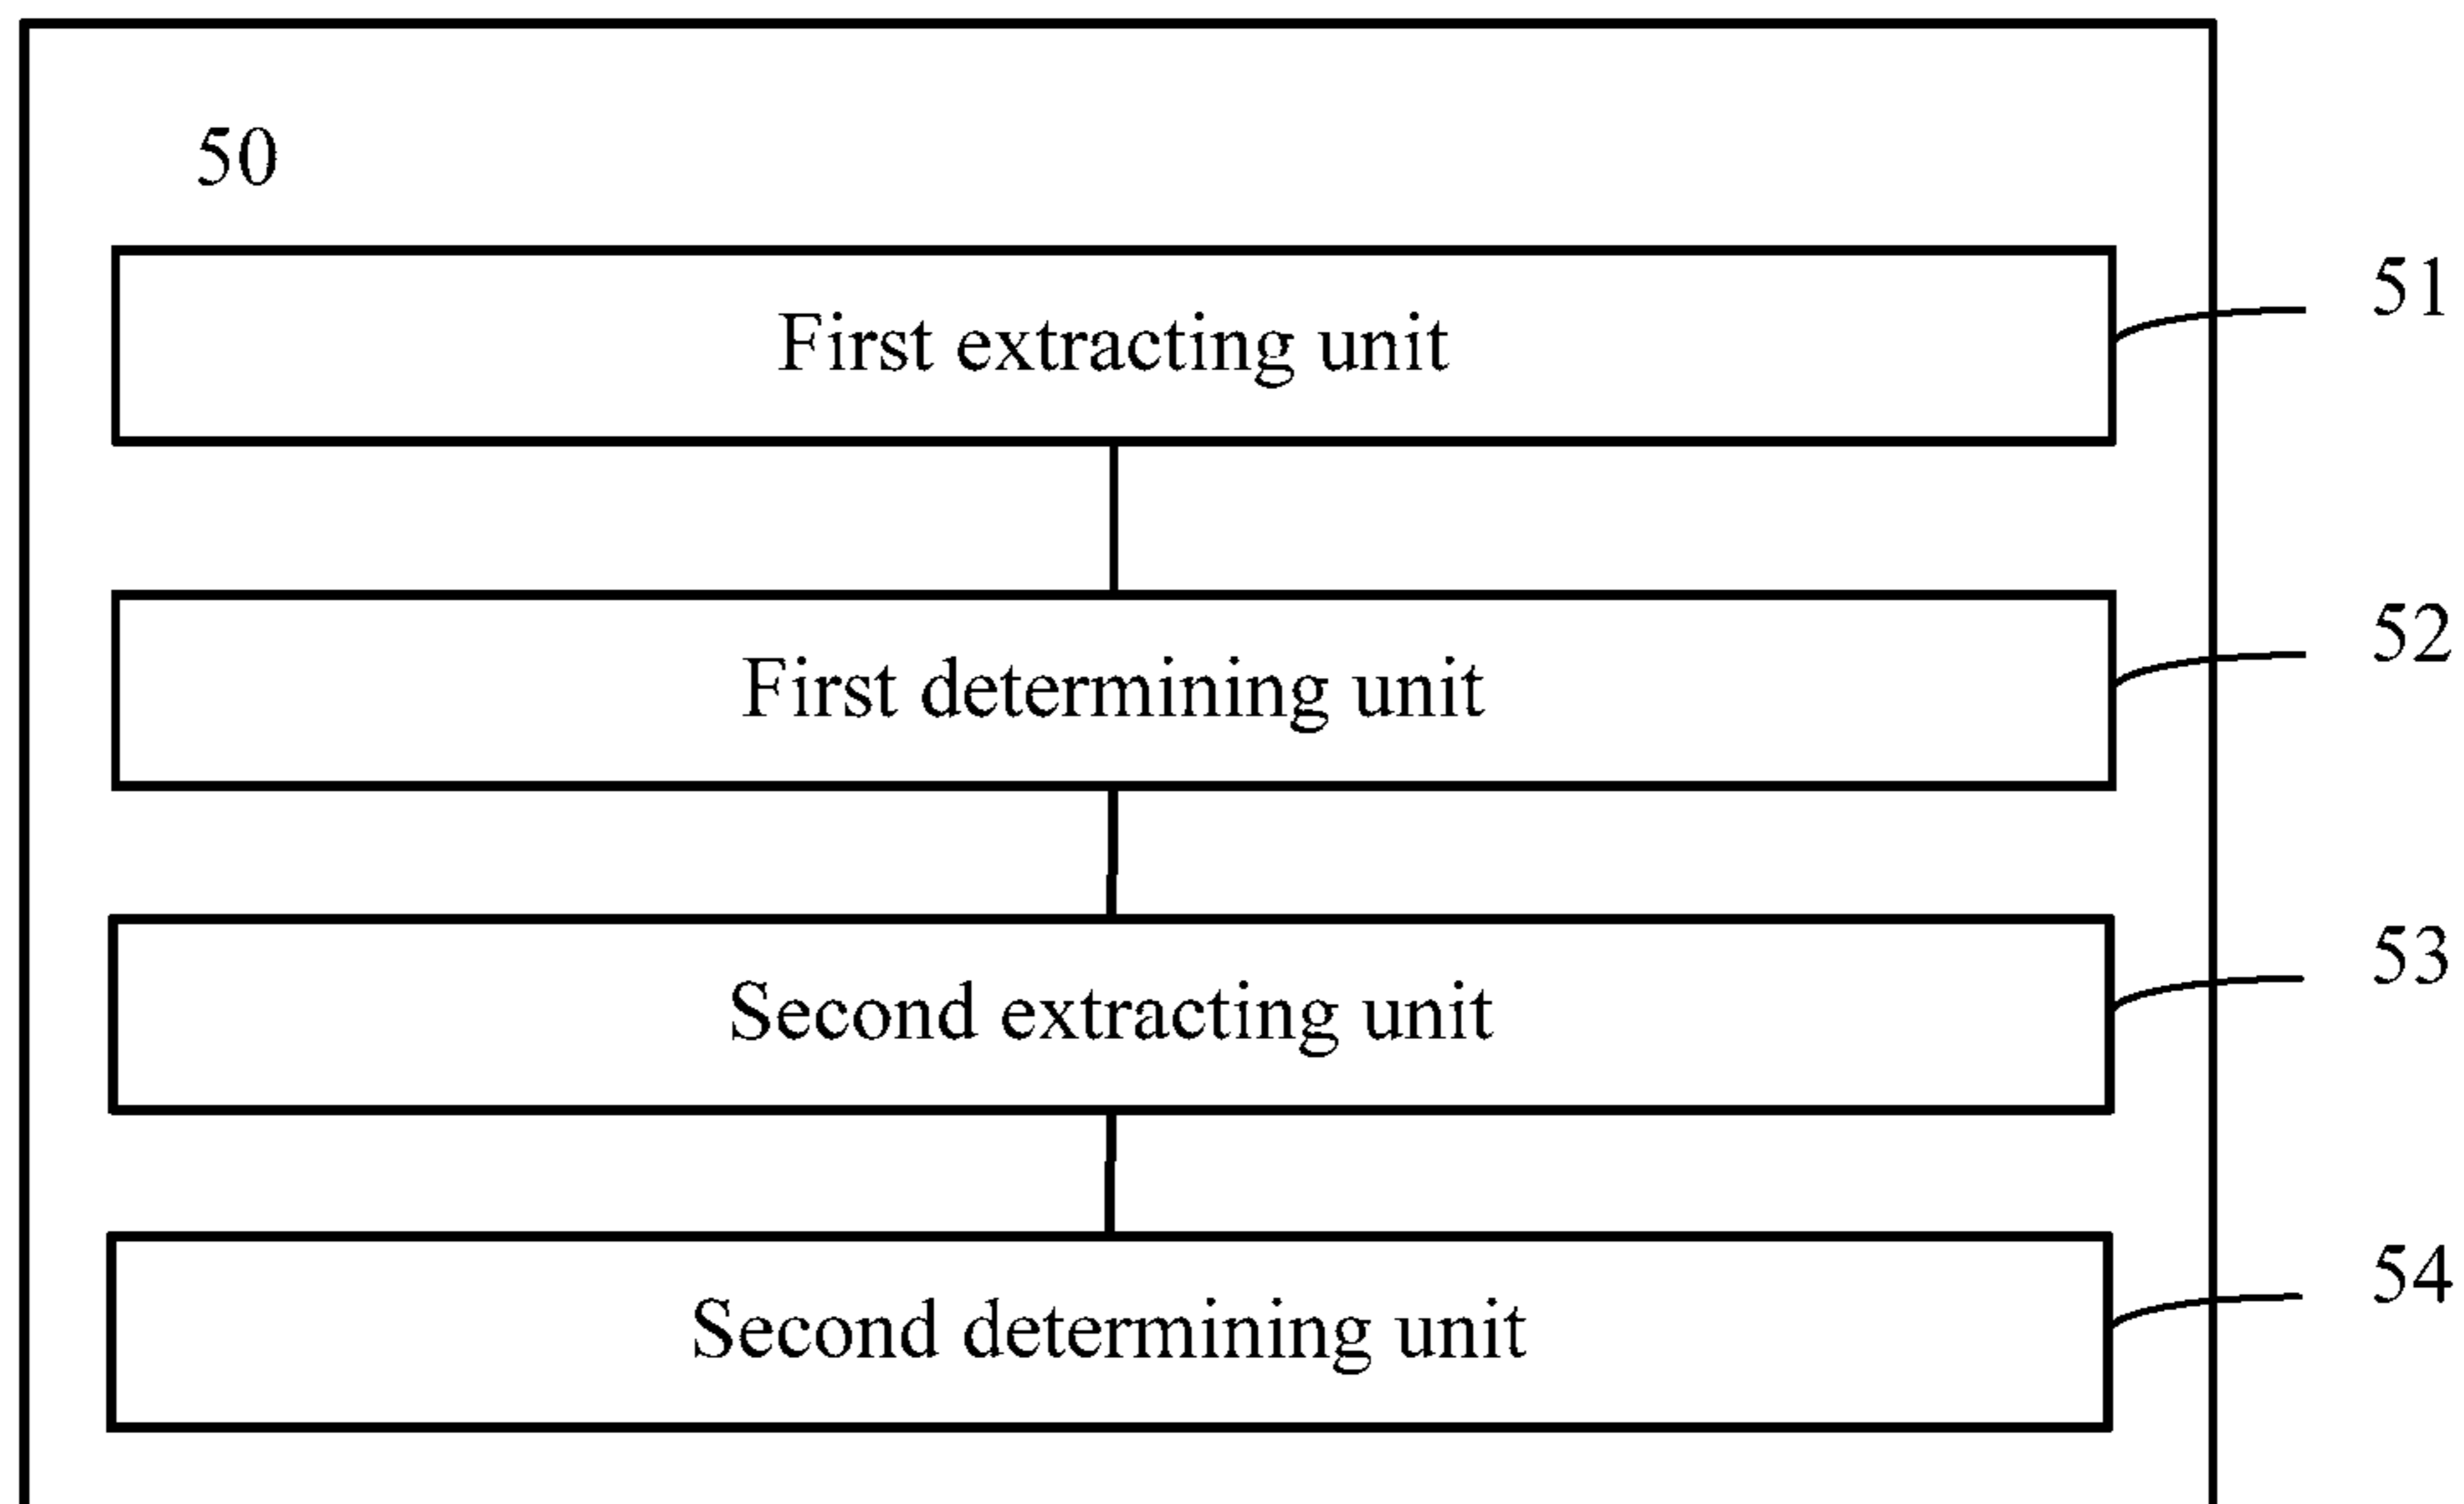 50
First extracting unit
51
First determining unit
52
Second extracting unit
53
Second determining unit
54